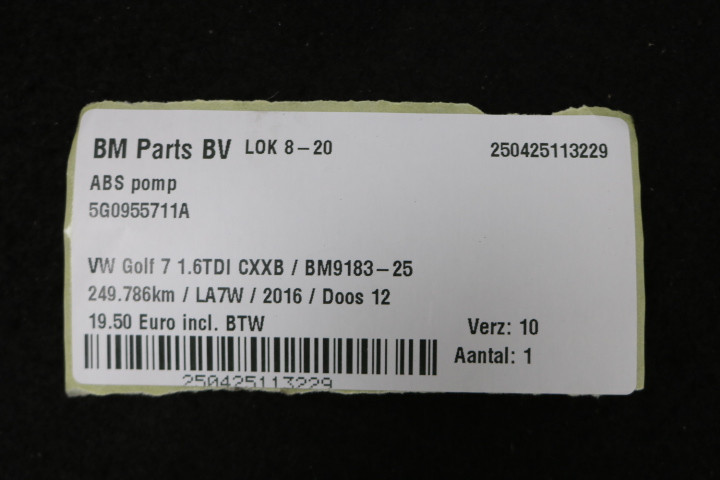 BM Parts BV LOK 8-20 250425113229
ABS pomp
5G0955711A
VW Golf 7 1.6TDI CXXB / BM9183-25
249.786km / LA7W / 2016 / Doos 12
19.50 Euro incl. BTW Verz: 10
Aantal: 1
250425113229